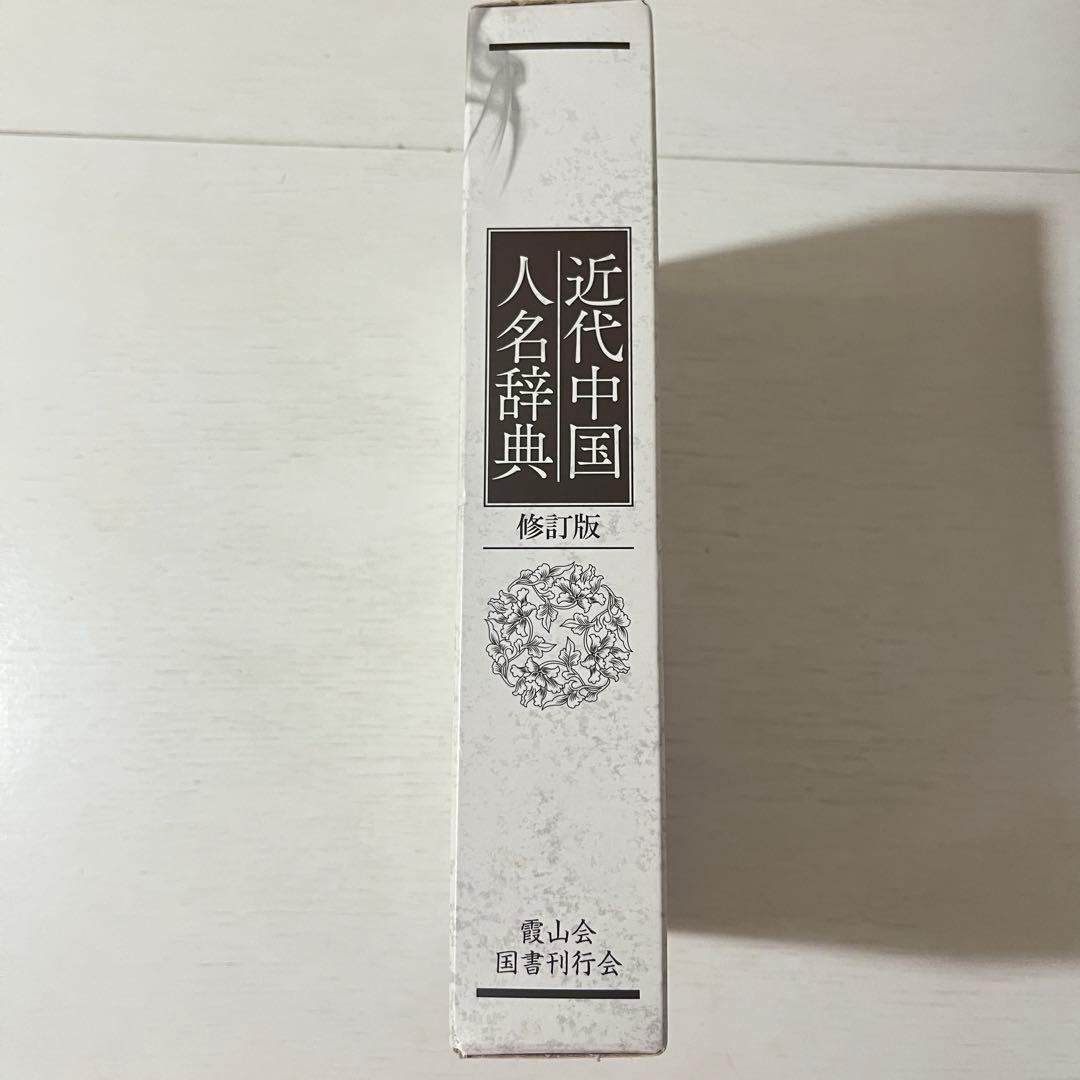 近代中国
人名辞典
修訂版
霞山会
国書刊行会